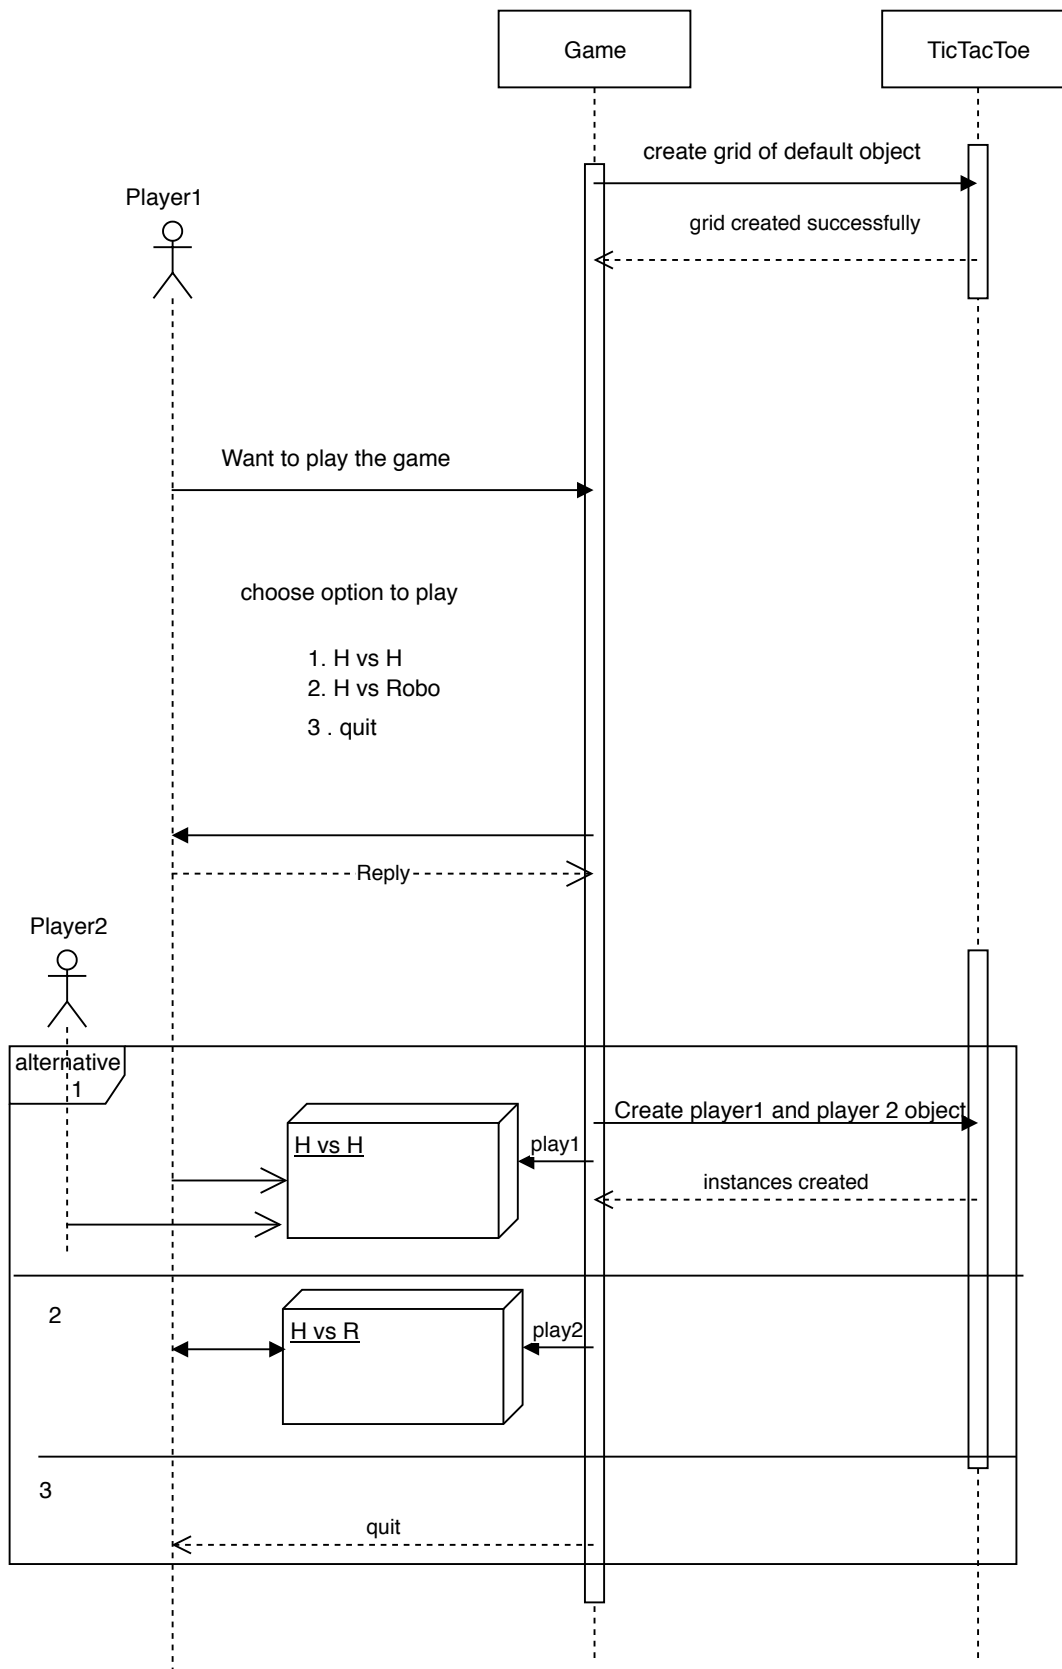 Game
TicTacToe
create grid of default object
Player1
grid created successfully
Want to play the game
choose option to play
1. H vs H
2. H vs Robo
3 . quit
Reply
Player2
alternative
1
Create player1 and player 2 object
H vs H
play1
instances created
2
H vs R
play2
3
quit